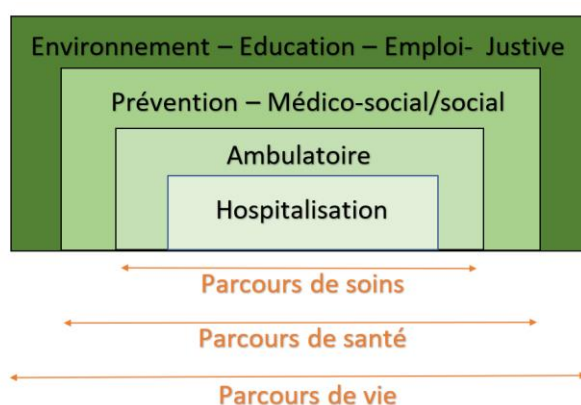 Environnement – Education – Emploi- Justive
Prévention – Médico-social/social
Ambulatoire
Hospitalisation
Parcours de soins
Parcours de santé
Parcours de vie